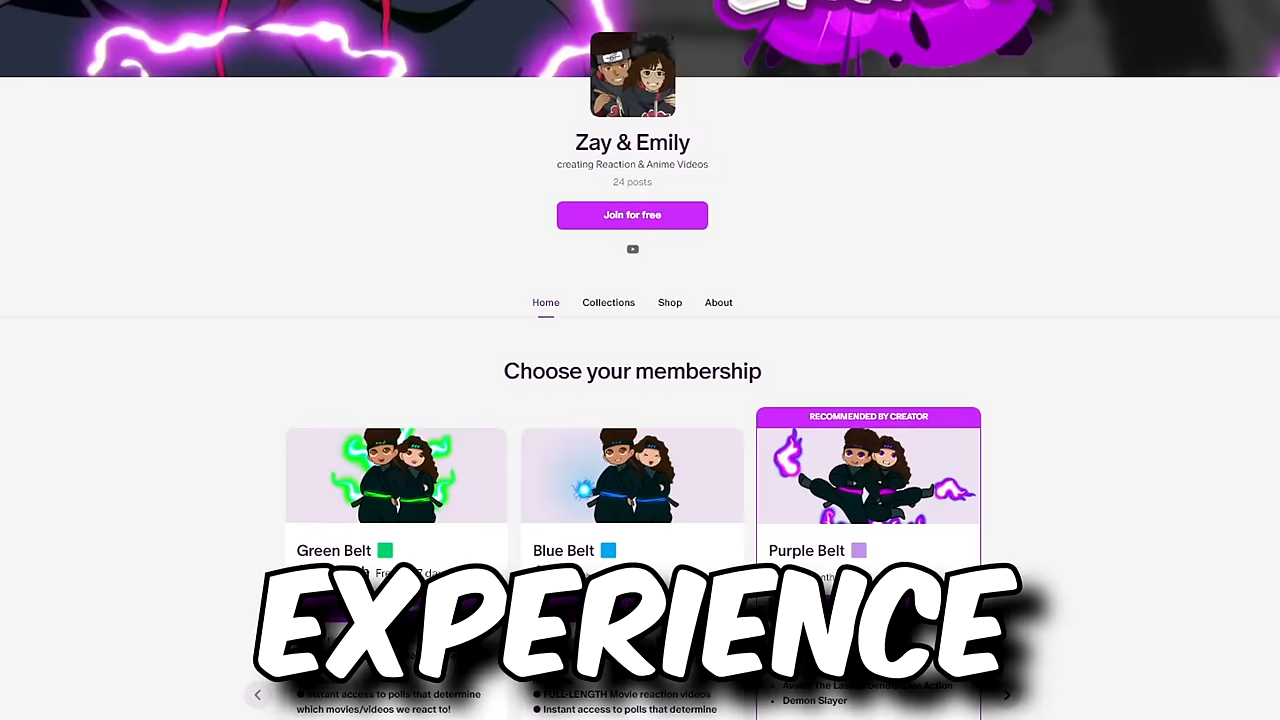 Zay & Emily
creating Reaction & Anime Videos
24 posts
Join for free
Home Collections Shop About
Choose your membership
RECOMMENDED BY CREATOR
Green Belt
Blue Belt
Purple Belt
EXPERIENCE
● Instant access to polls that determine
which movies/videos we react to!
● FULL-LENGTH Movie reaction videos
● Instant access to polls that determine
• Demon Slayer